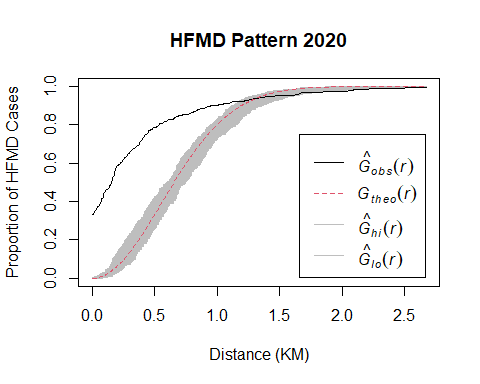 HFMD Pattern 2020
Proportion of HFMD Cases
1.0
0.8
0.6
0.4
0.2
0.0
Ĝobs(r)
Gtheo(r)
Ĝhi(r)
Ĝlo(r)
0.0 0.5 1.0 1.5 2.0 2.5
Distance (KM)